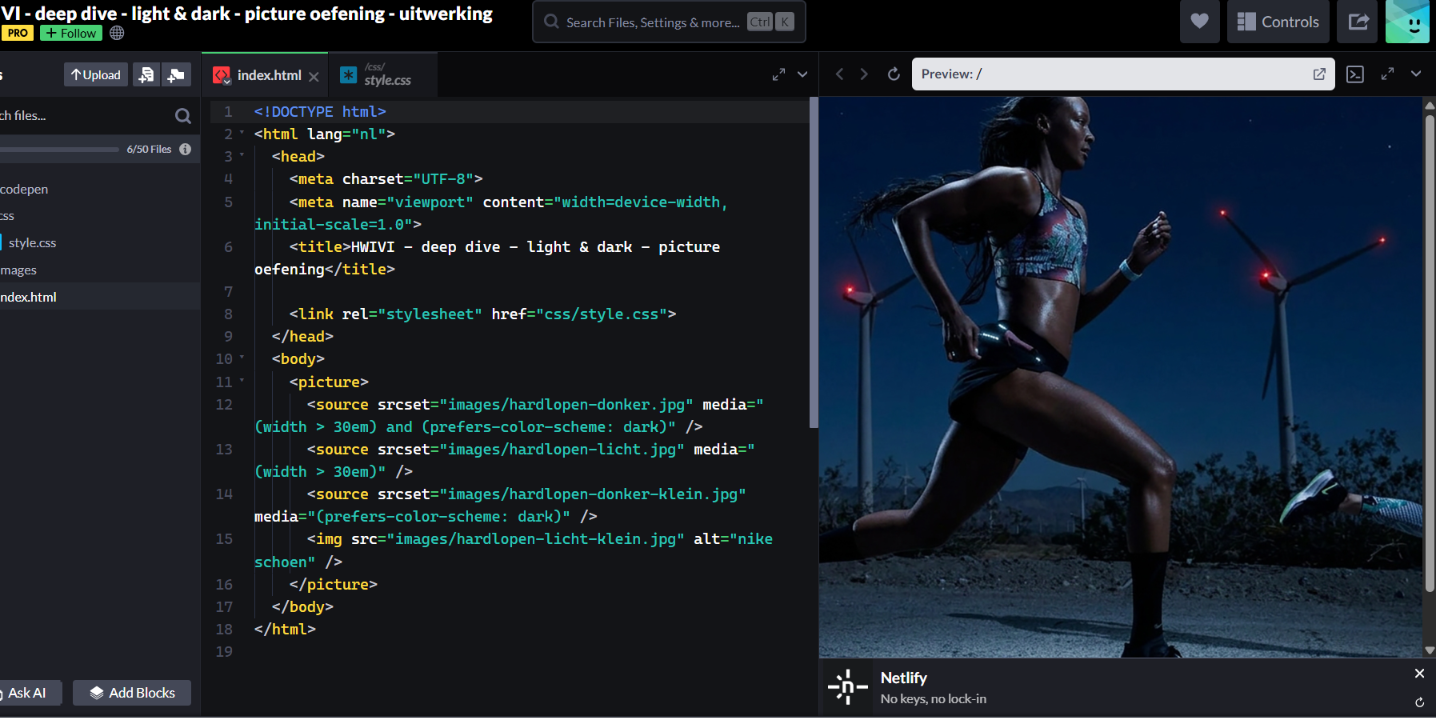 VI - deep dive - light & dark - picture oefening - uitwerking
PRO + Follow
Search Files, Settings & more... Ctrl K
Controls
s
Upload
index.html
/css/
style.css
Preview: /
ch files...
6/50 Files
codepen
css
style.css
mages
ndex.html
1 <!DOCTYPE html>
2 <html lang="nl">
3 <head>
4 <meta charset="UTF-8">
5 <meta name="viewport" content="width=device-width,
initial-scale=1.0">
6 <title>HWIVI - deep dive - light & dark - picture
oefening</title>
7
8 <link rel="stylesheet" href="css/style.css">
9 </head>
10 <body>
11 <picture>
12 <source srcset="images/hardlopen-donker.jpg" media="
(width > 30em) and (prefers-color-scheme: dark)" />
13 <source srcset="images/hardlopen-licht.jpg" media="
(width > 30em)" />
14 <source srcset="images/hardlopen-donker-klein.jpg"
media="(prefers-color-scheme: dark)" />
15 <img src="images/hardlopen-licht-klein.jpg" alt="nike
schoen" />
16 </picture>
17 </body>
18 </html>
19
Ask AI
Add Blocks
Netlify
No keys, no lock-in